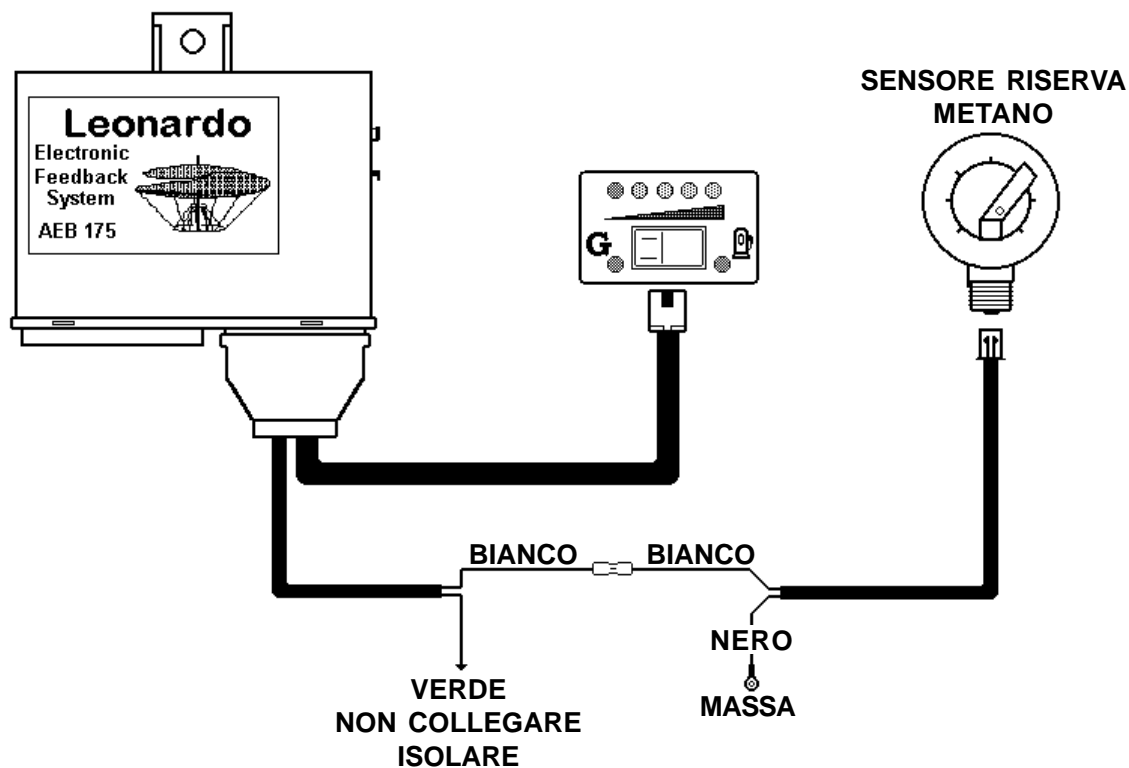 Leonardo
Electronic
Feedback
System
AEB 175
SENSORE RISERVA
METANO
G
BIANCO
BIANCO
NERO
MASSA
VERDE
NON COLLEGARE
ISOLARE